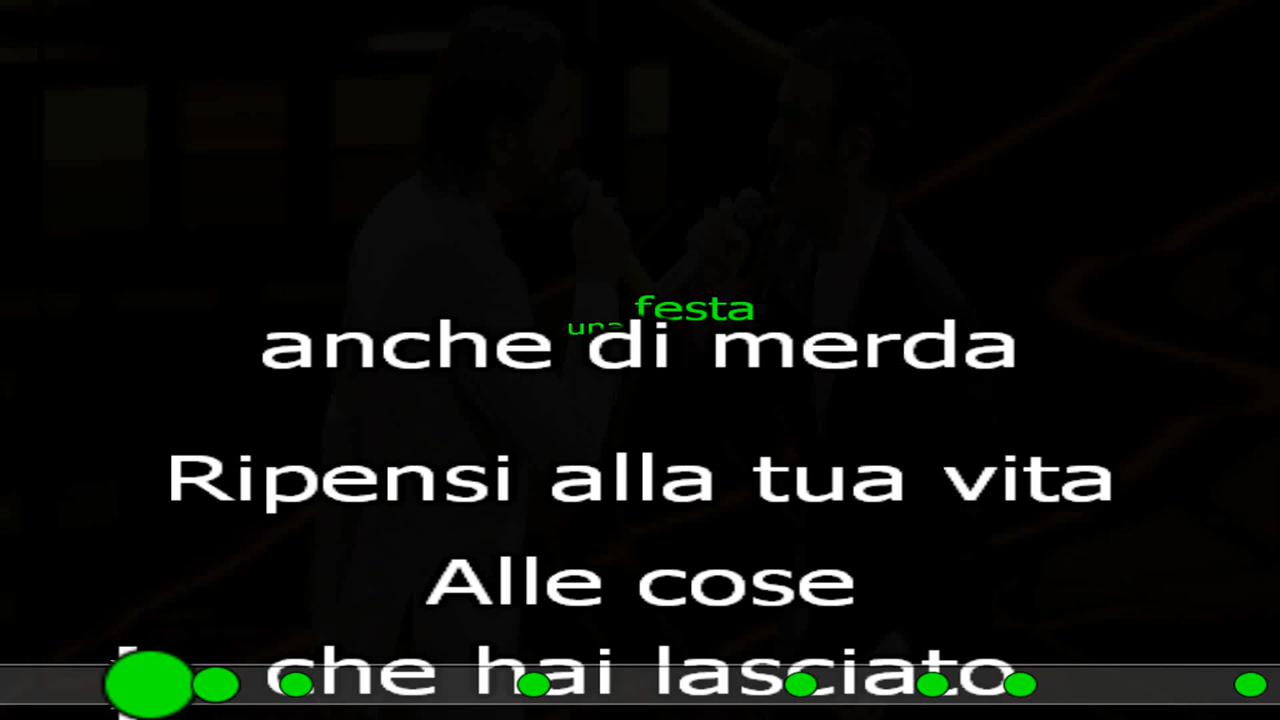 una festa
anche di merda
Ripensi alla tua vita
Alle cose
che hai lasciato